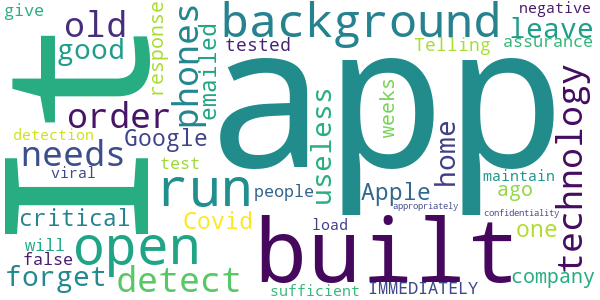 give
old
background
negative
leave
good
response
phones
emailed
tested
Telling
assurance
It
app
order
Google
detection
needs
viral
test
useless
weeks
home
technology
run
people
Apple
ago
maintain
appropriately
confidentiality
critical
Covid
load
built
one
will
open
false
forget
detect
sufficient
IMMEDIATELY
company